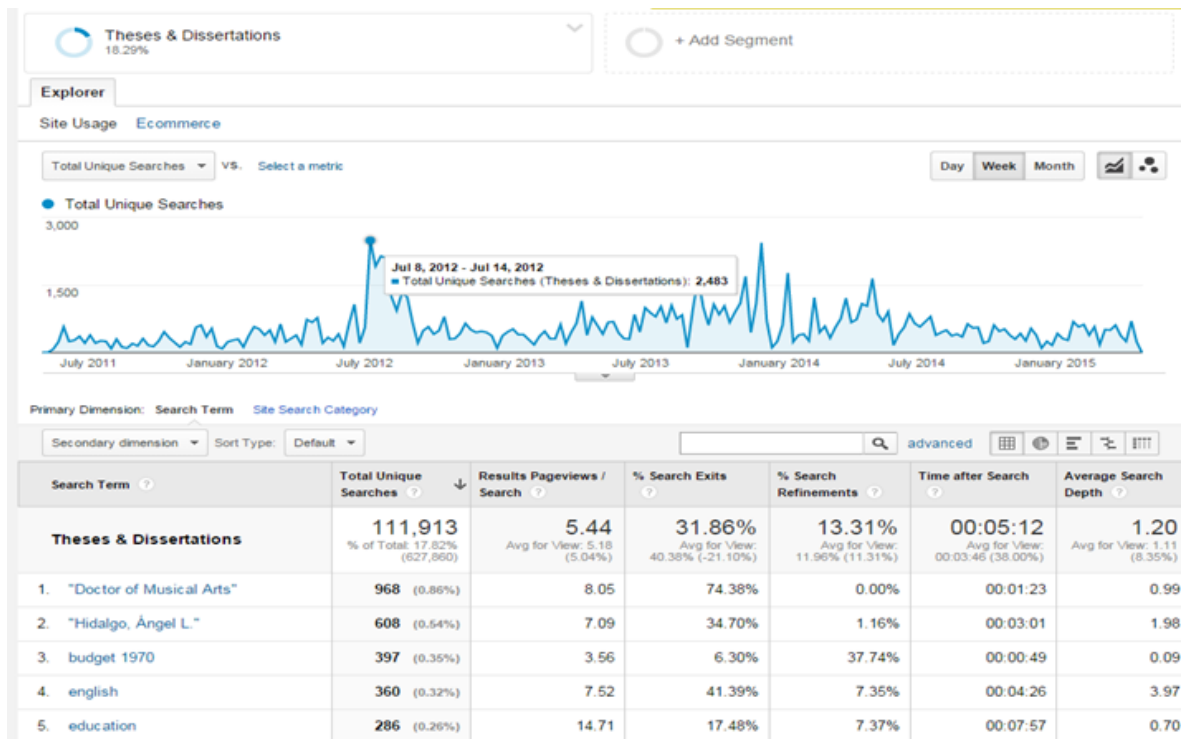 Theses & Dissertations
18.29%
+ Add Segment
Explorer
Site Usage Ecommerce
Total Unique Searches VS. Select a metric
Day Week Month
Total Unique Searches
3,000
1,500
Jul 8, 2012 - Jul 14, 2012
Total Unique Searches (Theses & Dissertations): 2,483
July 2011 January 2012 July 2012 January 2013 July 2013 January 2014 July 2014 January 2015
Primary Dimension: Search Term Site Search Category
Secondary dimension Sort Type: Default advanced
Search Term ? Total Unique Searches ? Results Pageviews / Search ? % Search Exits ? % Search Refinements ? Time after Search ? Average Search Depth ?
Theses & Dissertations 111,913 5.44 31.86% 13.31% 00:05:12 1.20
% of Total: 17.82% Avg for View: 5.18 Avg for View: Avg for View: Avg for View: Avg for View: 1.11
(627,860) (5.04%) 40.38% (-21.10%) 11.96% (11.31%) 00:03:46 (38.00%) (8.35%)
1. "Doctor of Musical Arts" 968 (0.86%) 8.05 74.38% 0.00% 00:01:23 0.99
2. "Hidalgo, Ángel L." 608 (0.54%) 7.09 34.70% 1.16% 00:03:01 1.98
3. budget 1970 397 (0.35%) 3.56 6.30% 37.74% 00:00:49 0.09
4. english 360 (0.32%) 7.52 41.39% 7.35% 00:04:26 3.97
5. education 286 (0.26%) 14.71 17.48% 7.37% 00:07:57 0.70